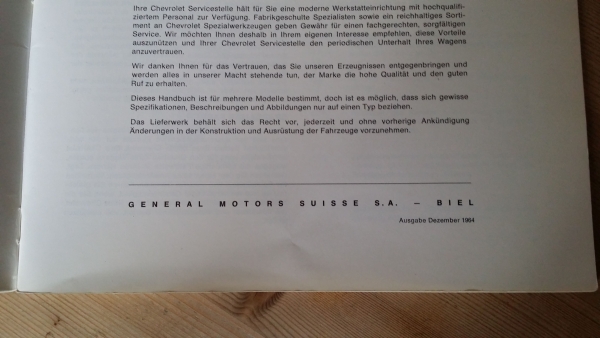 Ihre Chevrolet Servicestelle hält für Sie eine moderne Werkstatteinrichtung mit hochqualifi-
ziertem Personal zur Verfügung. Fabrikgeschulte Spezialisten sowie ein reichhaltiges Sorti-
ment an Chevrolet Spezialwerkzeugen geben Gewähr für einen fachgerechten, sorgfältigen
Service. Wir möchten Ihnen deshalb in Ihrem eigenen Interesse empfehlen, diese Vorteile
auszunützen und Ihrer Chevrolet Servicestelle den periodischen Unterhalt Ihres Wagens
anzuvertrauen.
Wir danken Ihnen für das Vertrauen, das Sie unseren Erzeugnissen entgegenbringen und
werden alles in unserer Macht stehende tun, der Marke die hohe Qualität und den guten
Ruf zu erhalten.
Dieses Handbuch ist für mehrere Modelle bestimmt, doch ist es möglich, dass sich gewisse
Spezifikationen, Beschreibungen und Abbildungen nur auf einen Typ beziehen.
Das Lieferwerk behält sich das Recht vor, jederzeit und ohne vorherige Ankündigung
Änderungen in der Konstruktion und Ausrüstung der Fahrzeuge vorzunehmen.
GENERAL MOTORS SUISSE S.A. – BIEL
Ausgabe Dezember 1964